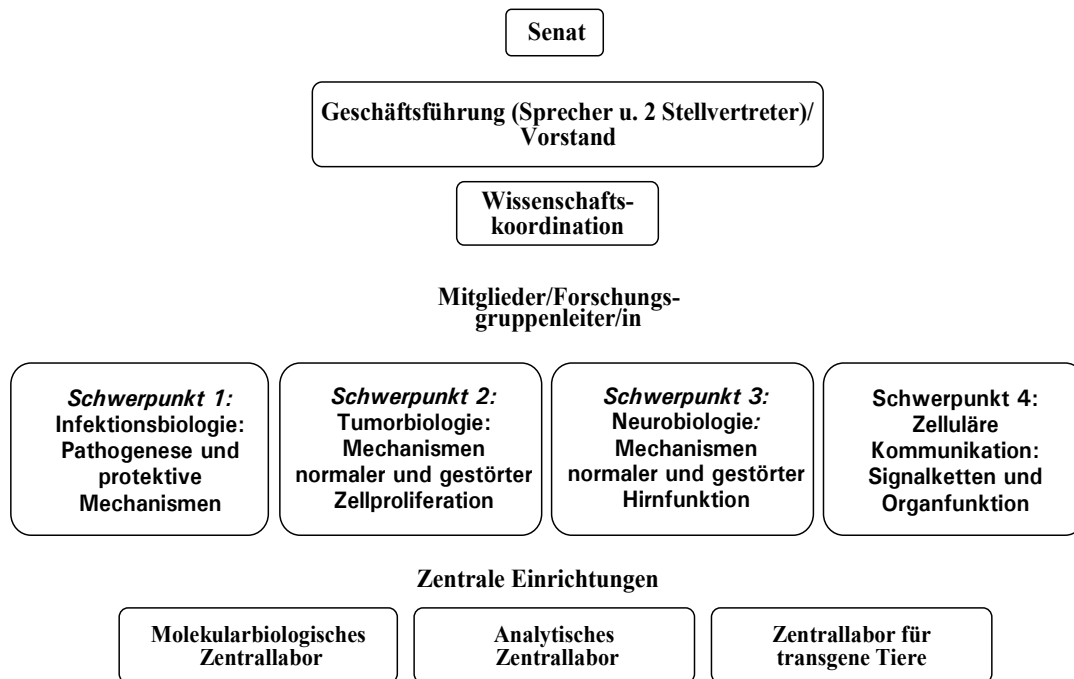 Senat
Geschäftsführung (Sprecher u. 2 Stellvertreter)/
Vorstand
Wissenschafts-
koordination
Mitglieder/Forschungs-
gruppenleiter/in
Schwerpunkt 1:
Infektionsbiologie:
Pathogenese und
protektive
Mechanismen
Schwerpunkt 2:
Tumorbiologie:
Mechanismen
normaler und gestörter
Zellproliferation
Schwerpunkt 3:
Neurobiologie:
Mechanismen
normaler und gestörter
Hirnfunktion
Schwerpunkt 4:
Zelluläre
Kommunikation:
Signalketten und
Organfunktion
Zentrale Einrichtungen
Molekularbiologisches
Zentrallabor
Analytisches
Zentrallabor
Zentrallabor für
transgene Tiere